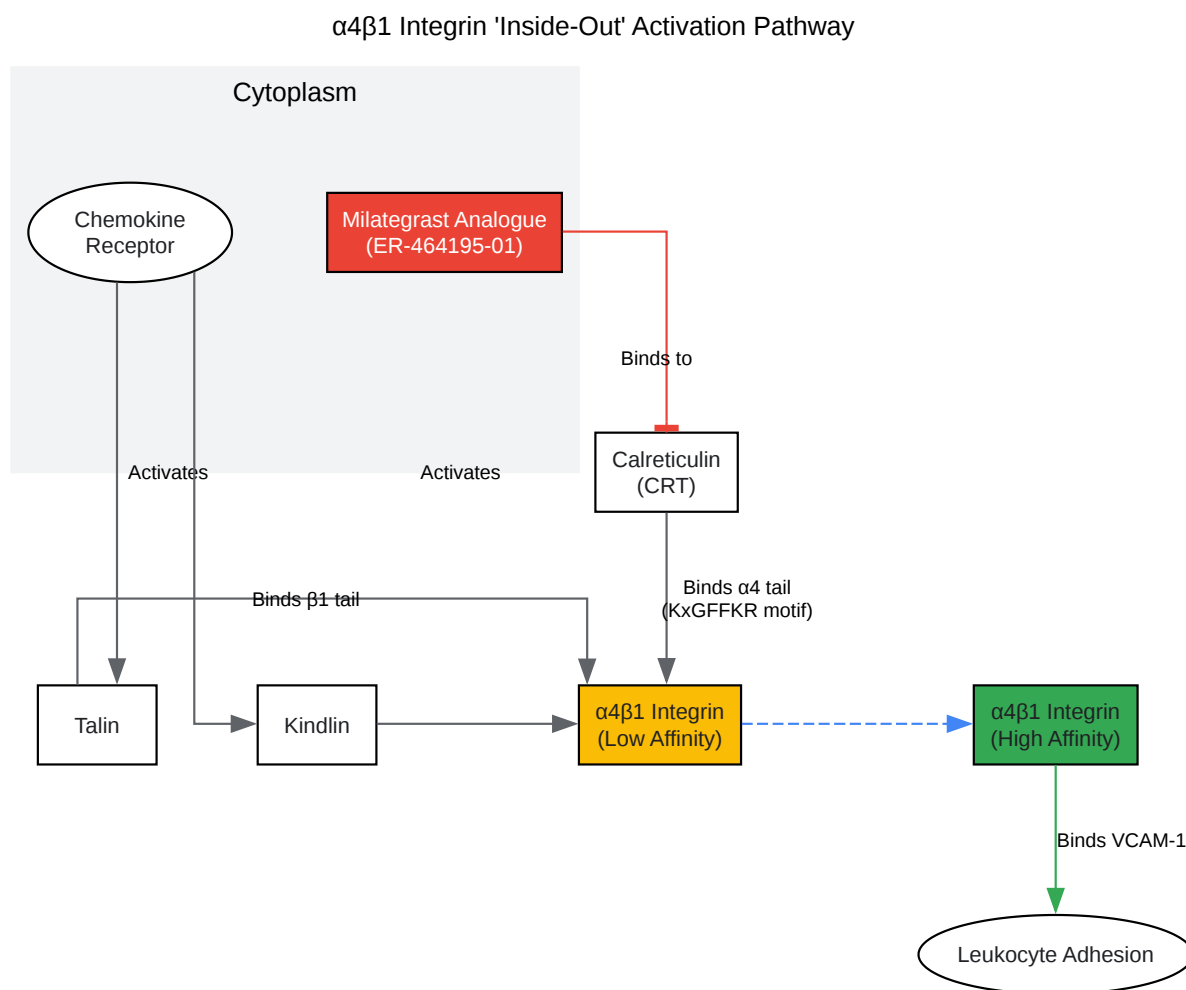 α4β1 Integrin 'Inside-Out' Activation Pathway
Cytoplasm
Chemokine
Receptor
Milategrast Analogue
(ER-464195-01)
Binds to
Calreticulin
(CRT)
Activates
Activates
Binds β1 tail
Binds α4 tail
(KxGFFKR motif)
Talin
Kindlin
α4β1 Integrin
(Low Affinity)
α4β1 Integrin
(High Affinity)
Binds VCAM-1
Leukocyte Adhesion